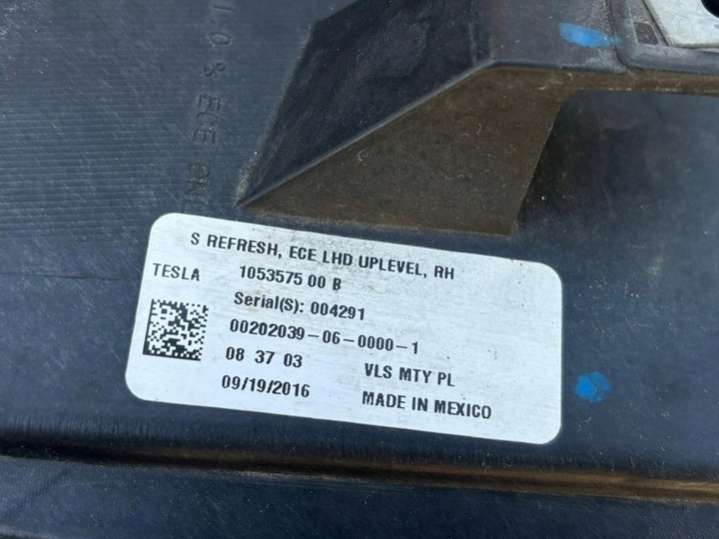 & ECE
S REFRESH, ECE LHD UPLEVEL, RH
TESLA 1053575 00 B
Serial(S): 004291
00202039-06-0000-1
08 37 03 VLS MTY PL
09/19/2016 MADE IN MEXICO